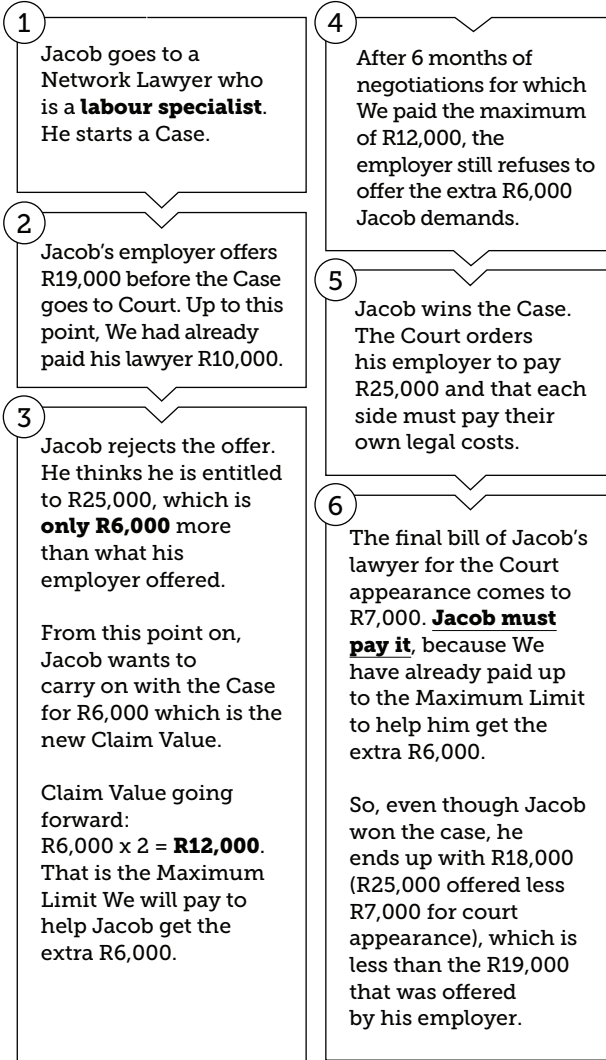 1
Jacob goes to a
Network Lawyer who
is a labour specialist.
He starts a Case.
2
Jacob's employer offers
R19,000 before the Case
goes to Court. Up to this
point, We had already
paid his lawyer R10,000.
3
Jacob rejects the offer.
He thinks he is entitled
to R25,000, which is
only R6,000 more
than what his
employer offered.
From this point on,
Jacob wants to
carry on with the Case
for R6,000 which is the
new Claim Value.
Claim Value going
forward:
R6,000 x 2 = R12,000.
That is the Maximum
Limit We will pay to
help Jacob get the
extra R6,000.
4
After 6 months of
negotiations for which
We paid the maximum
of R12,000, the
employer still refuses to
offer the extra R6,000
Jacob demands.
5
Jacob wins the Case.
The Court orders
his employer to pay
R25,000 and that each
side must pay their
own legal costs.
6
The final bill of Jacob's
lawyer for the Court
appearance comes to
R7,000. Jacob must
pay it, because We
have already paid up
to the Maximum Limit
to help him get the
extra R6,000.
So, even though Jacob
won the case, he
ends up with R18,000
(R25,000 offered less
R7,000 for court
appearance), which is
less than the R19,000
that was offered
by his employer.